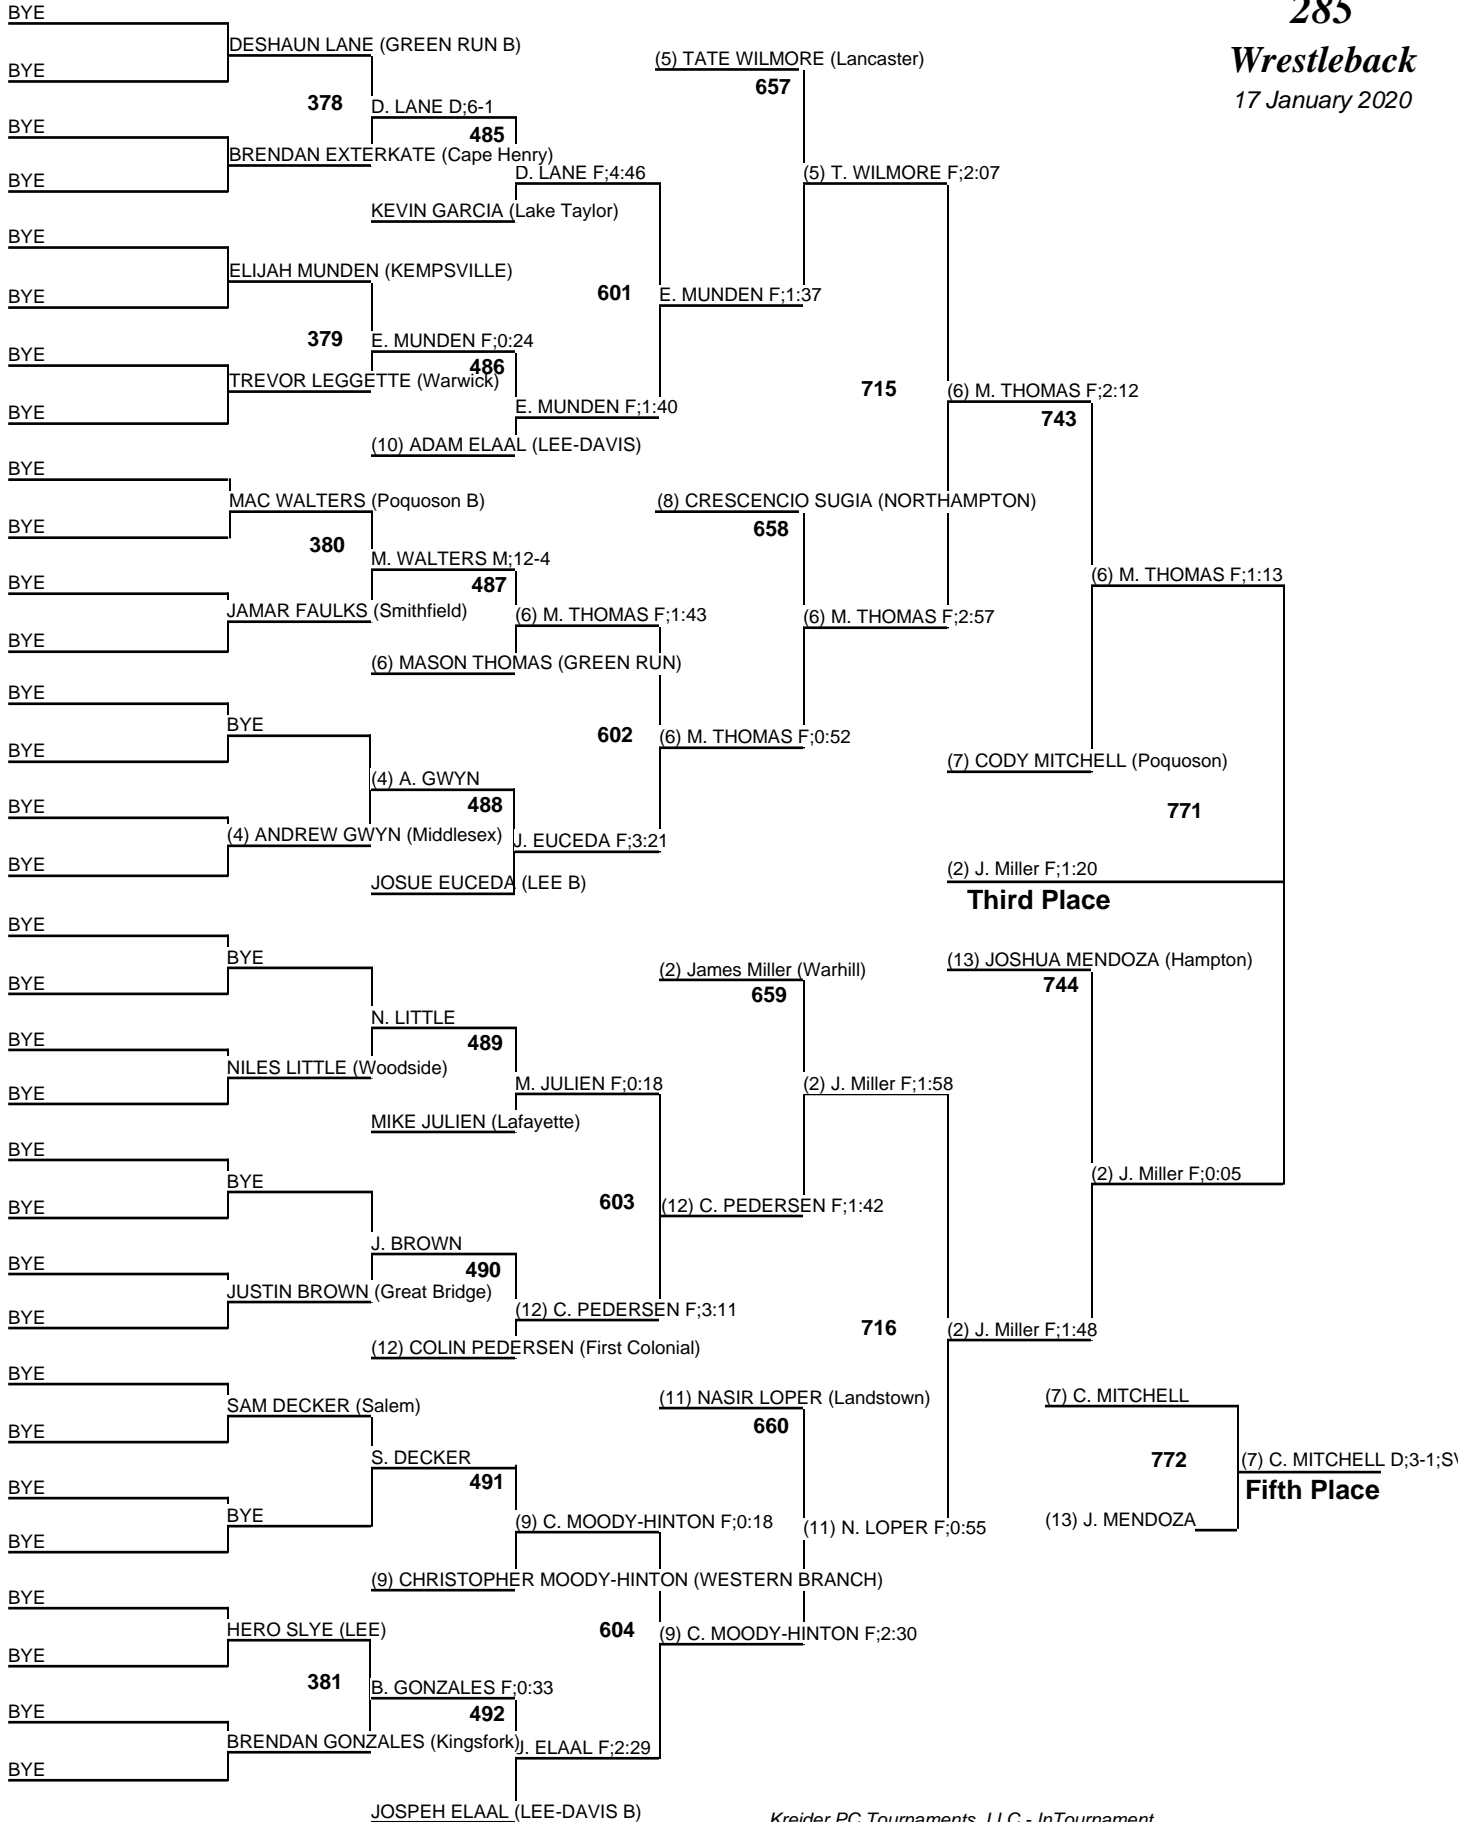 BYE
285
DESHAUN LANE (GREEN RUN B)
(5) TATE WILMORE (Lancaster)
Wrestleback
BYE
657
378
D. LANE D;6-1
17 January 2020
BYE
485
BRENDAN EXTERKATE (Cape Henry)
D. LANE F;4:46
(5) T. WILMORE F;2:07
BYE
KEVIN GARCIA (Lake Taylor)
BYE
ELIJAH MUNDEN (KEMPSVILLE)
BYE
601
E. MUNDEN F;1:37
379
E. MUNDEN F;0:24
BYE
486
TREVOR LEGGETTE (Warwick)
715
(6) M. THOMAS F;2:12
BYE
E. MUNDEN F;1:40
743
(10) ADAM ELAAL (LEE-DAVIS)
BYE
MAC WALTERS (Poquoson B)
(8) CRESCENCIO SUGIA (NORTHAMPTON)
BYE
658
380
M. WALTERS M;12-4
BYE
487
(6) M. THOMAS F;1:13
JAMAR FAULKS (Smithfield)
(6) M. THOMAS F;1:43
(6) M. THOMAS F;2:57
BYE
(6) MASON THOMAS (GREEN RUN)
BYE
BYE
602
(6) M. THOMAS F;0:52
BYE
(7) CODY MITCHELL (Poquoson)
(4) A. GWYN
BYE
488
771
(4) ANDREW GWYN (Middlesex)
J. EUCEDA F;3:21
BYE
(2) J. Miller F;1:20
JOSUE EUCEDA (LEE B)
Third Place
BYE
BYE
(13) JOSHUA MENDOZA (Hampton)
BYE
(2) James Miller (Warhill)
744
659
N. LITTLE
BYE
489
NILES LITTLE (Woodside)
BYE
M. JULIEN F;0:18
(2) J. Miller F;1:58
MIKE JULIEN (Lafayette)
BYE
BYE
(2) J. Miller F;0:05
BYE
603
(12) C. PEDERSEN F;1:42
J. BROWN
BYE
490
JUSTIN BROWN (Great Bridge)
BYE
(12) C. PEDERSEN F;3:11
716
(2) J. Miller F;1:48
(12) COLIN PEDERSEN (First Colonial)
BYE
SAM DECKER (Salem)
(11) NASIR LOPER (Landstown)
(7) C. MITCHELL
BYE
660
S. DECKER
772
(7) C. MITCHELL D;3-1;
BYE
491
Fifth Place
BYE
(9) C. MOODY-HINTON F;0:18
(11) N. LOPER F;0:55
(13) J. MENDOZA
BYE
(9) CHRISTOPHER MOODY-HINTON (WESTERN BRANCH)
BYE
HERO SLYE (LEE)
604
(9) C. MOODY-HINTON F;2:30
BYE
381
B. GONZALES F;0:33
BYE
492
BRENDAN GONZALES (Kingsfork)
J. ELAAL F;2:29
BYE
JOSPEH ELAAL (LEE-DAVIS B)
Kreider PC Tournaments, LLC - InTournament